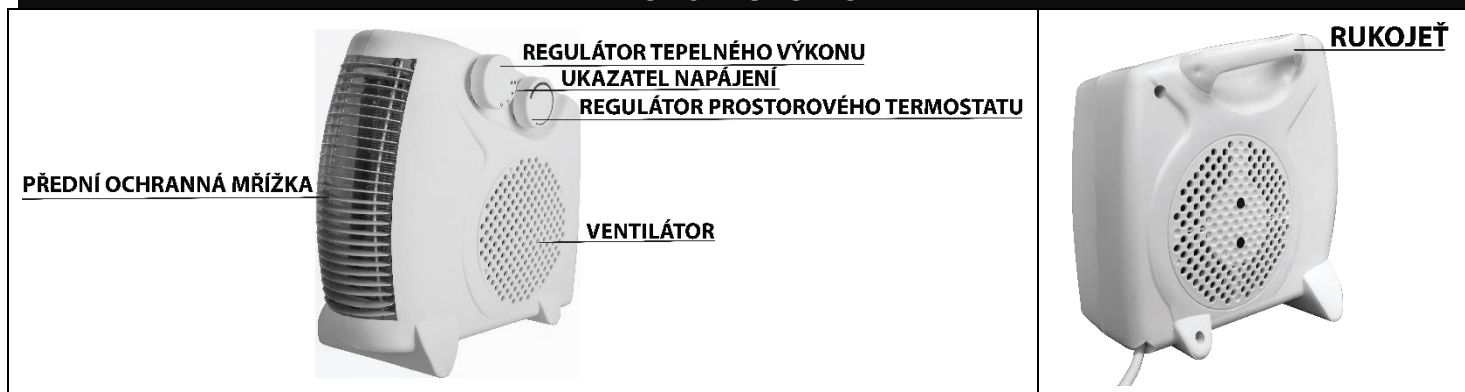 REGULÁTOR TEPELNÉHO VÝKONU
UKAZATEL NAPÁJENÍ
REGULÁTOR PROSTOROVÉHO TERMOSTATU
PŘEDNÍ OCHRANNÁ MŘÍŽKA
VENTILÁTOR
RUKOJEŤ